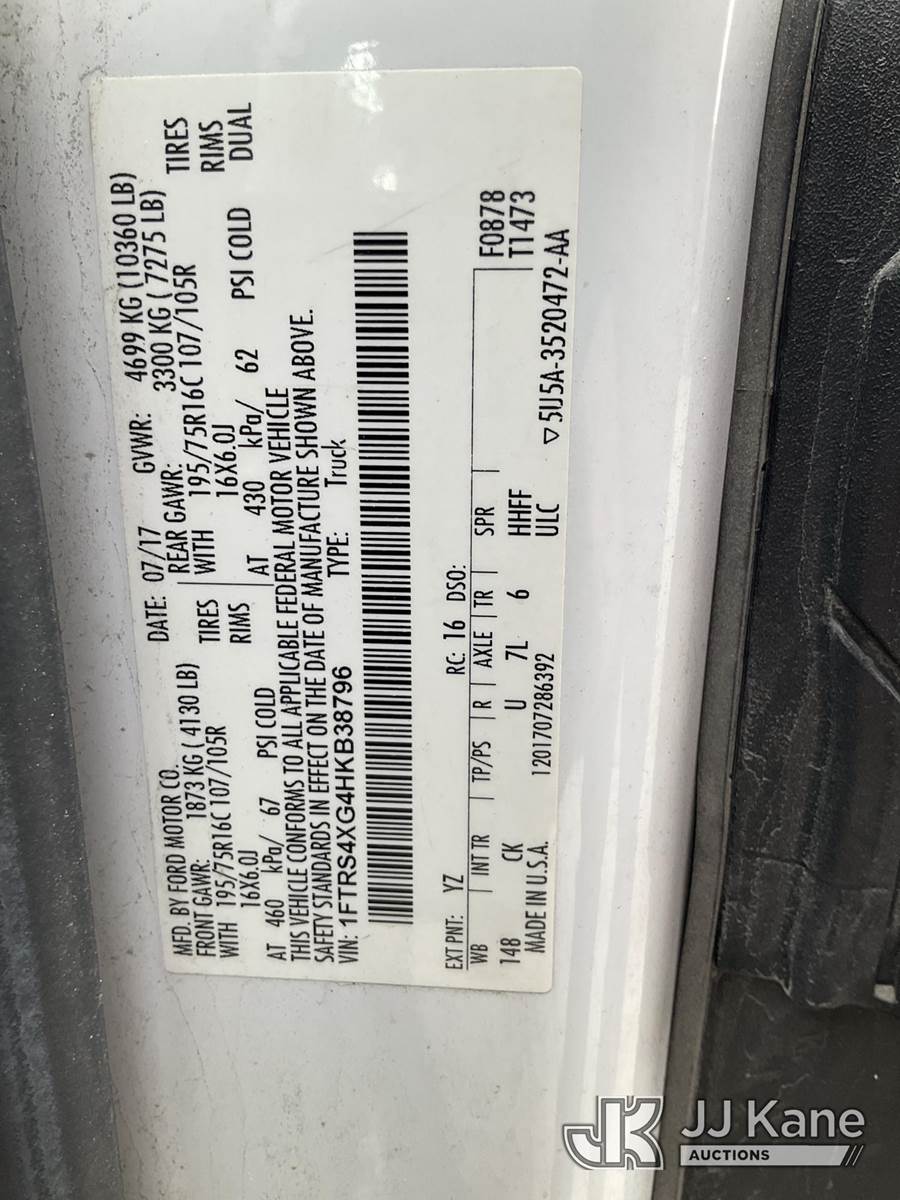 MFD. BY FORD MOTOR CO.
DATE: 07/17 GVWR: 4699 KG (10360 LB)
FRONT GAWR: 1873 KG ( 4130 LB)
REAR GAWR: 3300 KG ( 7275 LB)
WITH 195/75R16C 107/105R TIRES
WITH 195/75R16C 107/105R TIRES
16X6.0J RIMS
16X6.0J RIMS
AT 460 kPa/ 67 PSI COLD
AT 430 kPa/ 62 PSI COLD DUAL
THIS VEHICLE CONFORMS TO ALL APPLICABLE FEDERAL MOTOR VEHICLE
SAFETY STANDARDS IN EFFECT ON THE DATE OF MANUFACTURE SHOWN ABOVE.
VIN: 1FTRS4XG4HKB38796 TYPE: Truck
EXT PNT: YZ RC: 16 DSO:
WB INT TR TP/PS R AXLE TR SPR F0878
148 CK U 7L 6 HHFF T1473
MADE IN U.S.A. 1201707286392 ULC
▽5U5A-3520472-AA
JK JJ Kane
AUCTIONS